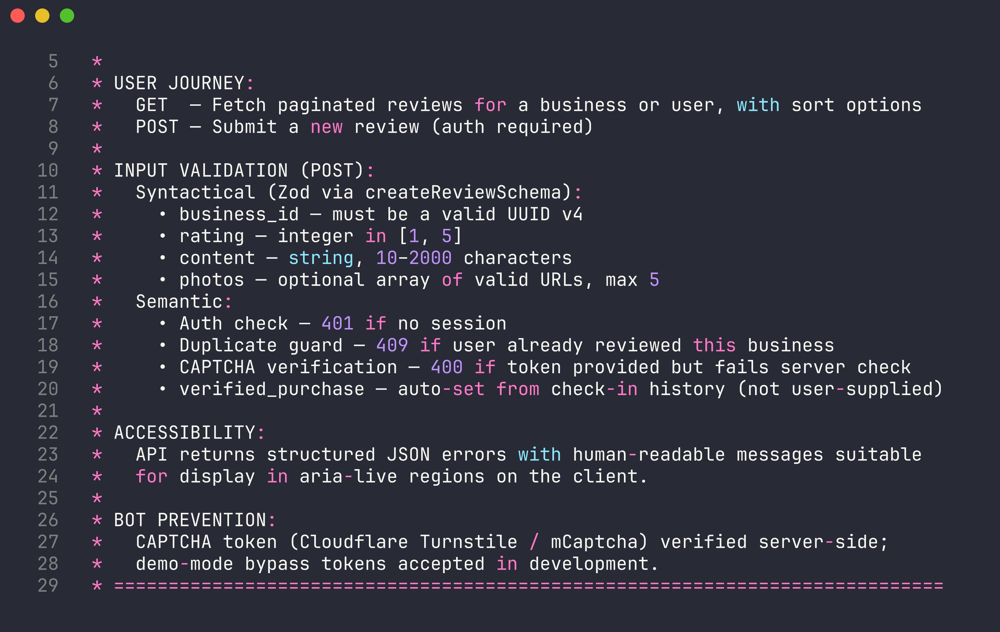 5 *
6 * USER JOURNEY:
7 *   GET  — Fetch paginated reviews for a business or user, with sort options
8 *   POST — Submit a new review (auth required)
9 *
10 * INPUT VALIDATION (POST):
11 *   Syntactical (Zod via createReviewSchema):
12 *     • business_id — must be a valid UUID v4
13 *     • rating — integer in [1, 5]
14 *     • content — string, 10–2000 characters
15 *     • photos — optional array of valid URLs, max 5
16 *   Semantic:
17 *     • Auth check — 401 if no session
18 *     • Duplicate guard — 409 if user already reviewed this business
19 *     • CAPTCHA verification — 400 if token provided but fails server check
20 *     • verified_purchase — auto-set from check-in history (not user-supplied)
21 *
22 * ACCESSIBILITY:
23 *   API returns structured JSON errors with human-readable messages suitable
24 *   for display in aria-live regions on the client.
25 *
26 * BOT PREVENTION:
27 *   CAPTCHA token (Cloudflare Turnstile / mCaptcha) verified server-side;
28 *   demo-mode bypass tokens accepted in development.
29 * ============================================================================